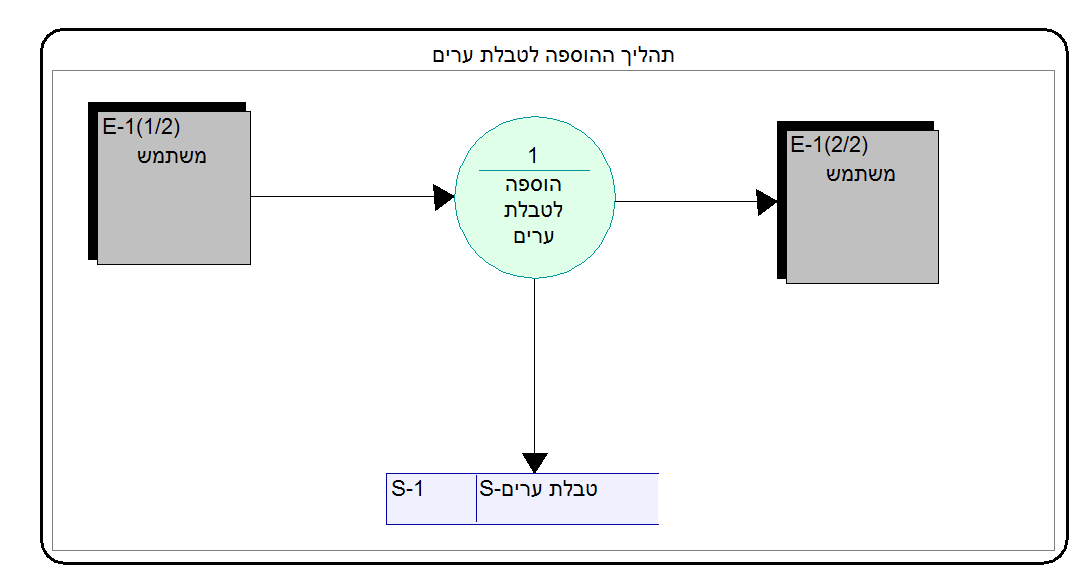 תהליך ההוספה לטבלת ערים
E-1(1/2)
משתמש
1
הוספה
לטבלת
ערים
E-1(2/2)
משתמש
S-1
S-טבלת ערים